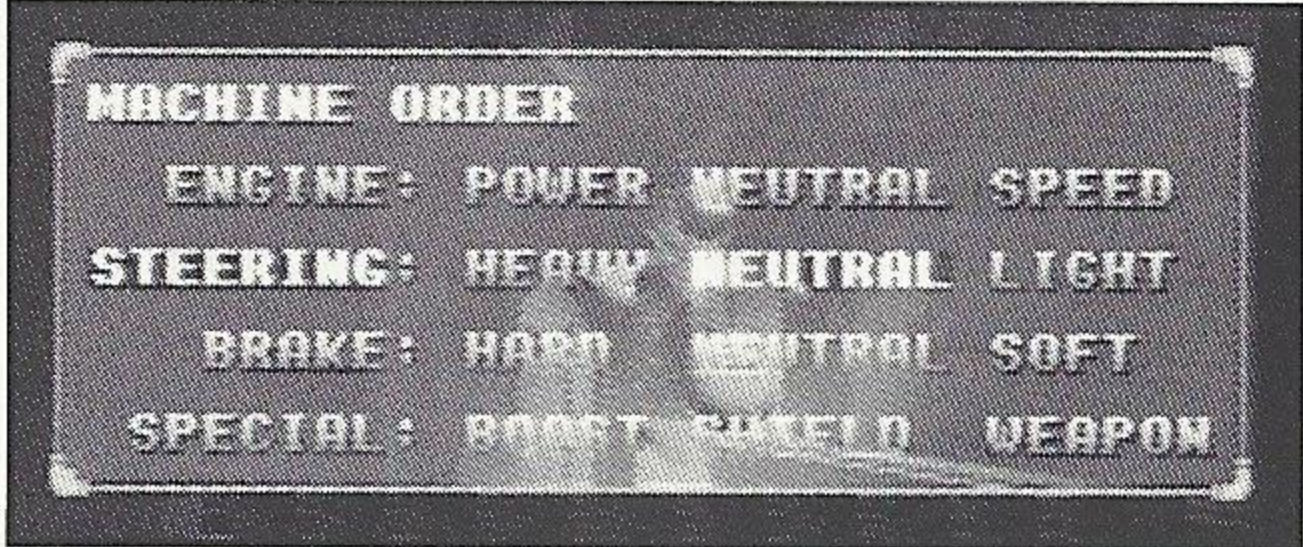 MACHINE ORDER
ENGINE: POWER NEUTRAL SPEED
STEERING: HEAVY NEUTRAL LIGHT
BRAKE: HARD NEUTRAL SOFT
SPECIAL: BOOST SHIELD WEAPON